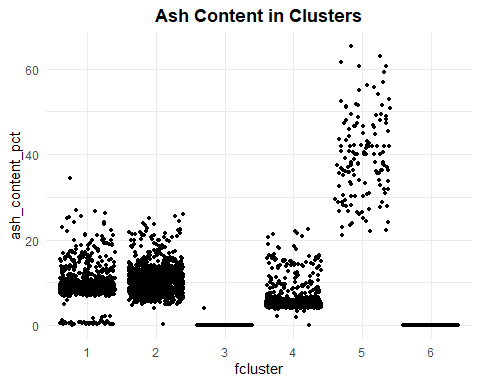 Ash Content in Clusters
ash_content_pct
60
40
20
0
1 2 3 4 5 6
fcluster